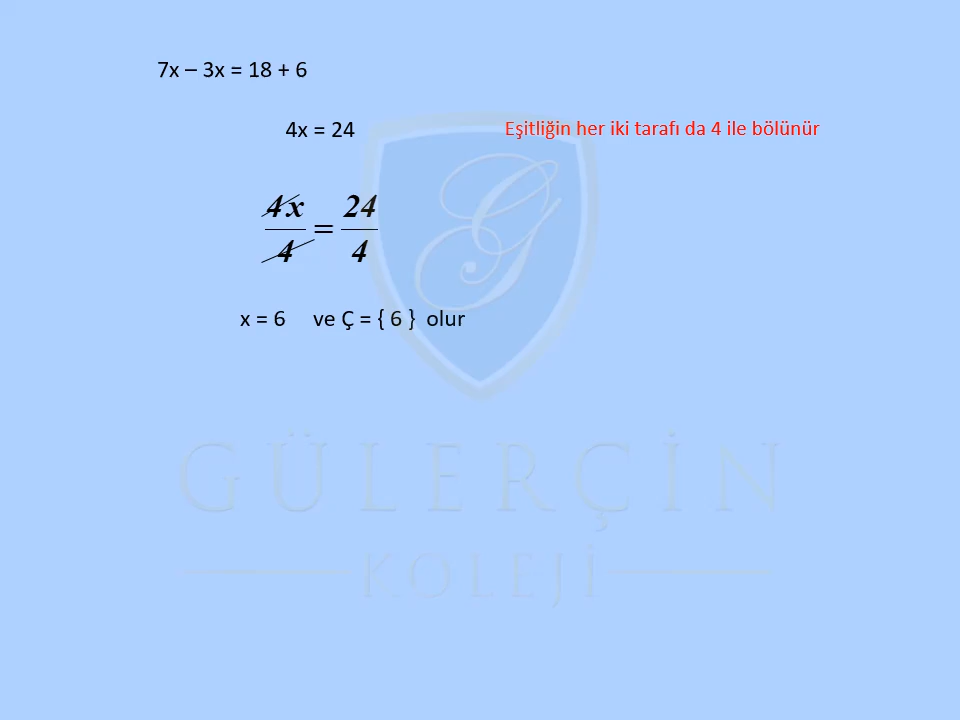 7x – 3x = 18 + 6
4x = 24 Eşitliğin her iki tarafı da 4 ile bölünür
4x/4 = 24/4
x = 6 ve Ç = { 6 } olur
GÜLERÇİN
KOLEJİ